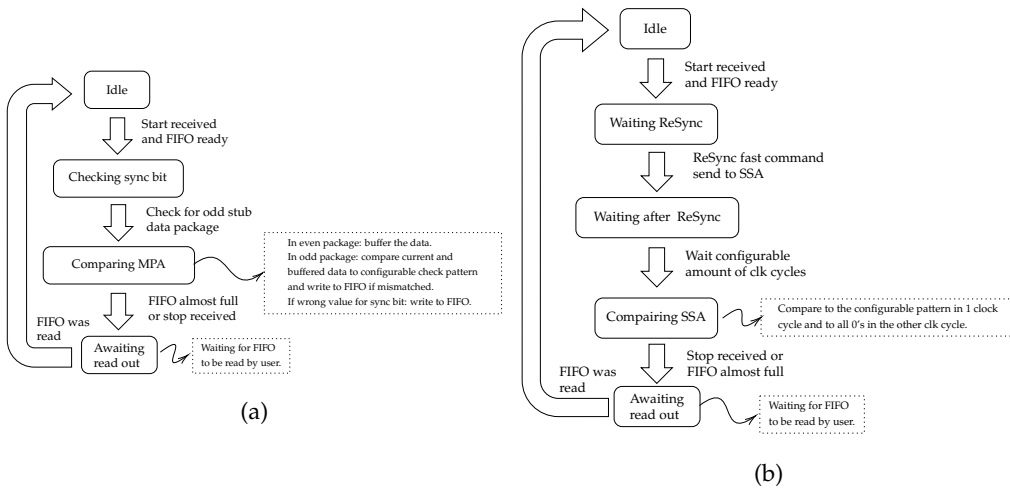 Idle
Start received
and FIFO ready
Checking sync bit
Check for odd stub
data package
Comparing MPA
In even package: buffer the data.
In odd package: compare current and
buffered data to configurable check pattern
and write to FIFO if mismatched.
If wrong value for sync bit: write to FIFO.
FIFO almost full
or stop received
FIFO was
read
Awaiting
read out
Waiting for FIFO
to be read by user.
(a)
Idle
Start received
and FIFO ready
Waiting ReSync
ReSync fast command
send to SSA
Waiting after ReSync
Wait configurable
amount of clk cycles
Compairing SSA
Compare to the configurable pattern in 1 clock
cycle and to all 0's in the other clk cycle.
Stop received or
FIFO almost full
FIFO was
read
Awaiting
read out
Waiting for FIFO
to be read by user.
(b)